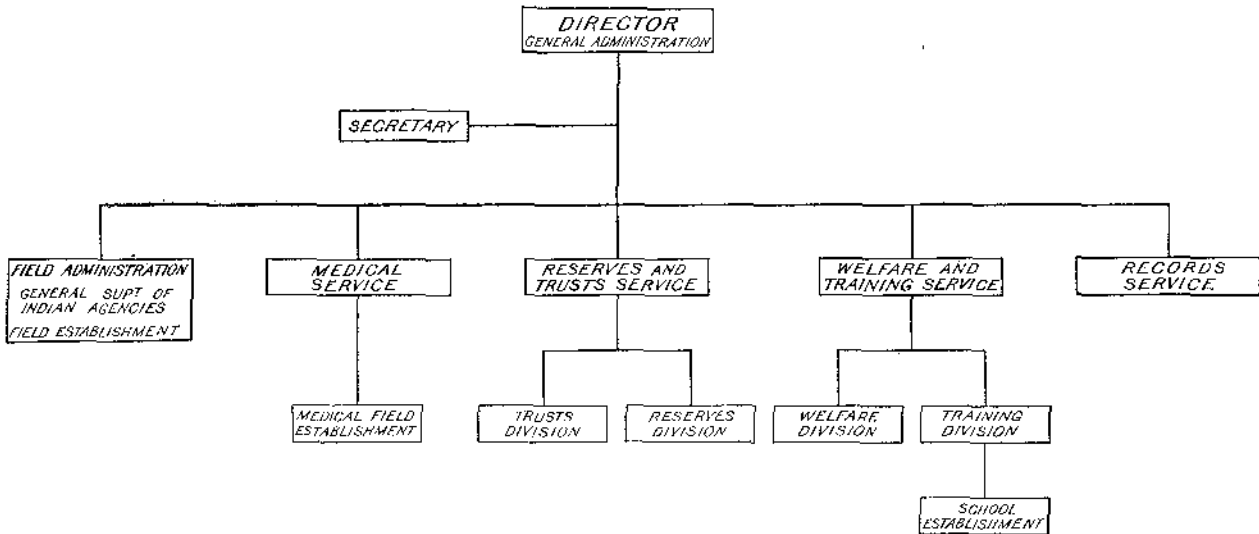 DIRECTOR
GENERAL ADMINISTRATION
SECRETARY
FIELD ADMINISTRATION
GENERAL SUPT OF
INDIAN AGENCIES
FIELD ESTABLISHMENT
MEDICAL
SERVICE
RESERVES AND
TRUSTS SERVICE
WELFARE AND
TRAINING SERVICE
RECORDS
SERVICE
MEDICAL FIELD
ESTABLISHMENT
TRUSTS
DIVISION
RESERVES
DIVISION
WELFARE
DIVISION
TRAINING
DIVISION
SCHOOL
ESTABLISHMENT